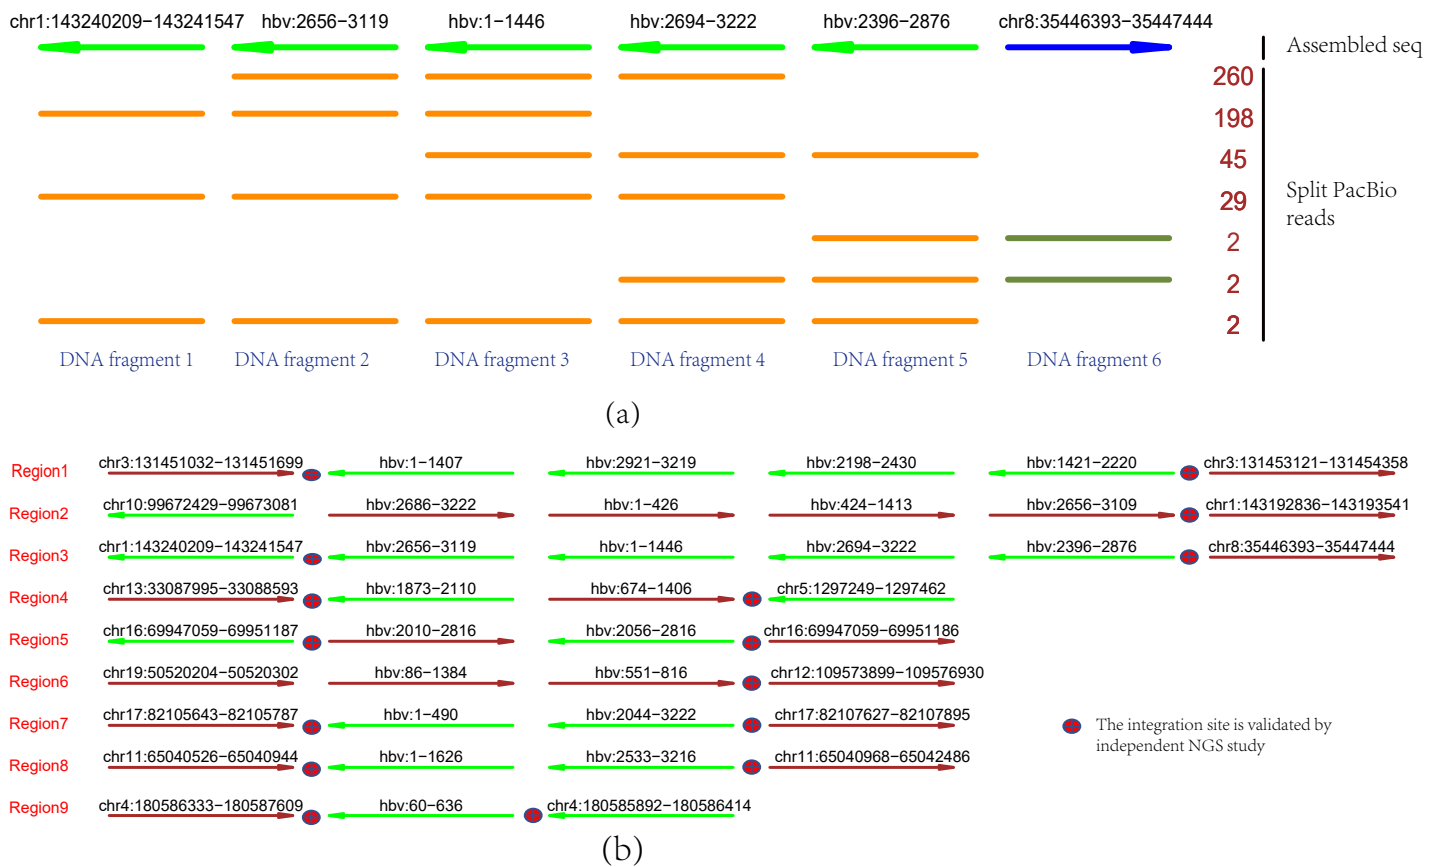 chr1:143240209−143241547 hbv:2656−3119 hbv:1−1446 hbv:2694−3222 hbv:2396−2876 chr8:35446393−35447444
Assembled seq
260
198
45
29
Split PacBio
reads
2
2
2
DNA fragment 1 DNA fragment 2 DNA fragment 3 DNA fragment 4 DNA fragment 5 DNA fragment 6
(a)
Region1 chr3:131451032−131451699 hbv:1−1407 hbv:2921−3219 hbv:2198−2430 hbv:1421−2220 chr3:131453121−131454358
Region2 chr10:99672429−99673081 hbv:2686−3222 hbv:1−426 hbv:424−1413 hbv:2656−3109 chr1:143192836−143193541
Region3 chr1:143240209−143241547 hbv:2656−3119 hbv:1−1446 hbv:2694−3222 hbv:2396−2876 chr8:35446393−35447444
Region4 chr13:33087995−33088593 hbv:1873−2110 hbv:674−1406 chr5:1297249−1297462
Region5 chr16:69947059−69951187 hbv:2010−2816 hbv:2056−2816 chr16:69947059−69951186
Region6 chr19:50520204−50520302 hbv:86−1384 hbv:551−816 chr12:109573899−109576930
Region7 chr17:82105643−82105787 hbv:1−490 hbv:2044−3222 chr17:82107627−82107895
The integration site is validated by
independent NGS study
Region8 chr11:65040526−65040944 hbv:1−1626 hbv:2533−3216 chr11:65040968−65042486
Region9 chr4:180586333−180587609 hbv:60−636 chr4:180585892−180586414
(b)